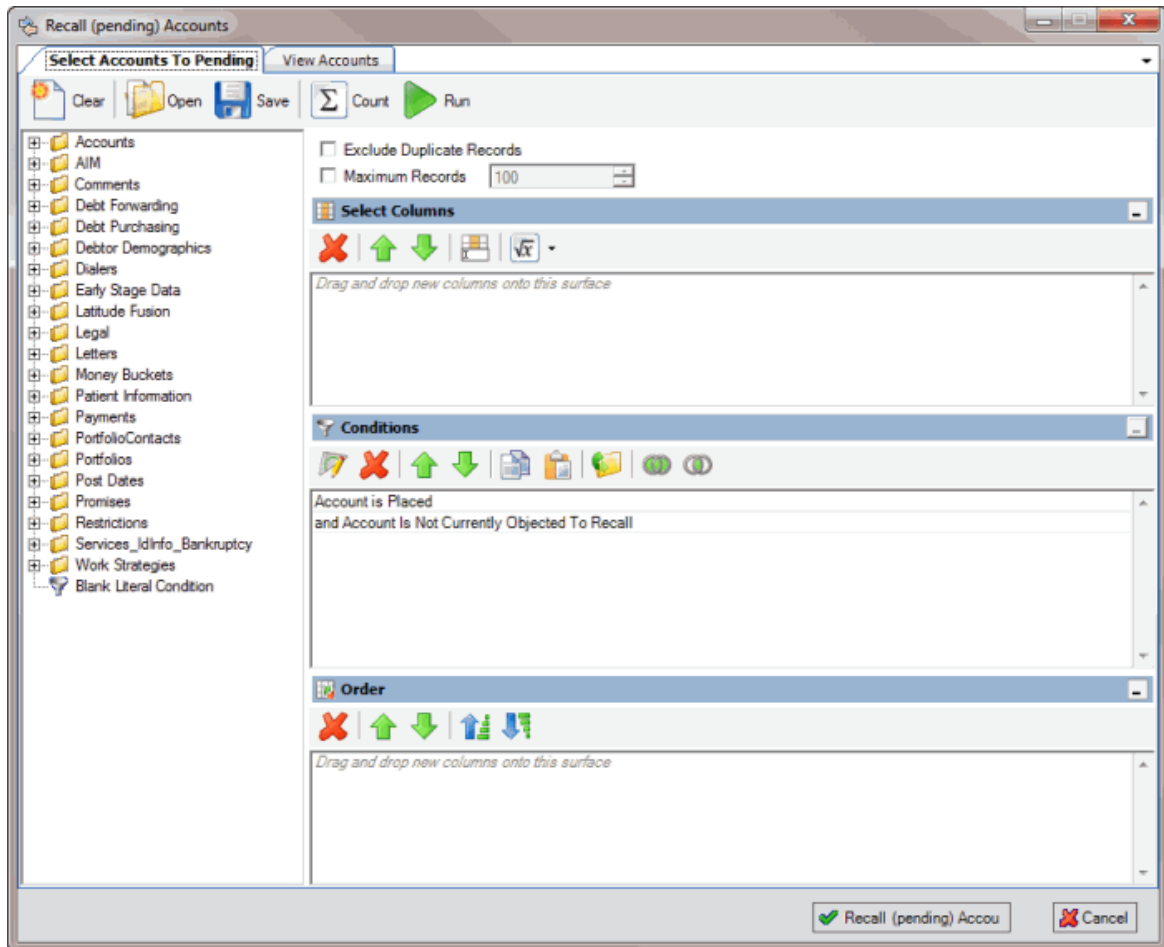 Recall (pending) Accounts
Select Accounts To Pending
View Accounts
Clear
Open
Save
Count
Run
Accounts
AIM
Comments
Debt Forwarding
Debt Purchasing
Debtor Demographics
Dialers
Early Stage Data
Latitude Fusion
Legal
Letters
Money Buckets
Patient Information
Payments
PortfolioContacts
Portfolios
Post Dates
Promises
Restrictions
Services_IdInfo_Bankruptcy
Work Strategies
Blank Literal Condition
Exclude Duplicate Records
Maximum Records 100
Select Columns
Drag and drop new columns onto this surface
Conditions
Account is Placed
and Account Is Not Currently Objected To Recall
Order
Drag and drop new columns onto this surface
Recall (pending) Accou
Cancel